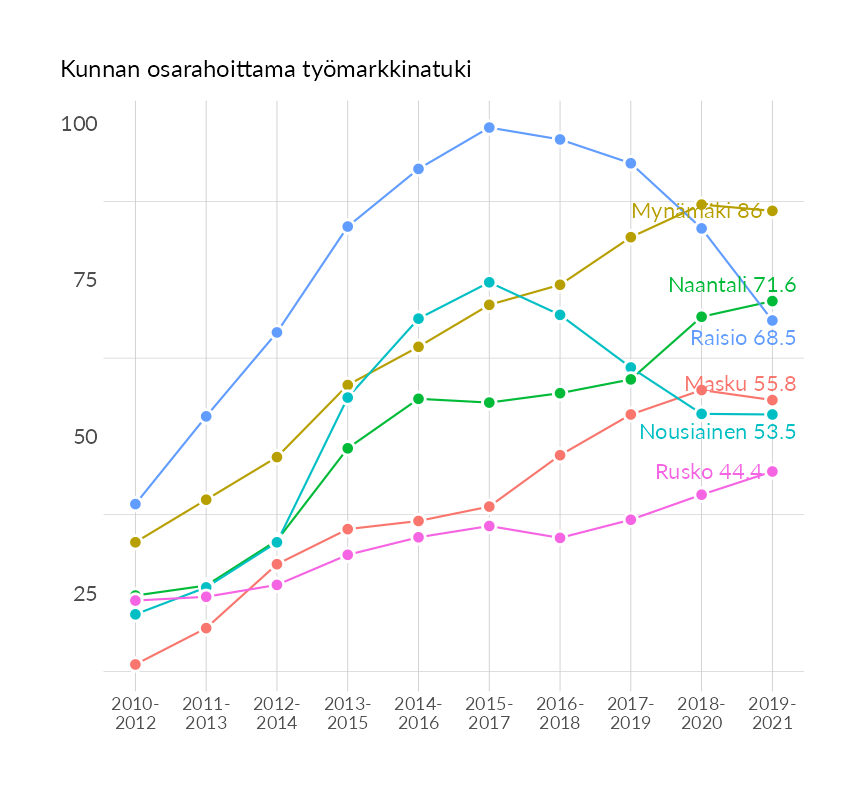 Kunnan osarahoittama työmarkkinatuki
100
Mynämäki 86
75
Naantali 71.6
Raisio 68.5
Masku 55.8
50
Nousiainen 53.5
Rusko 44.4
25
2010- 2011- 2012- 2013- 2014- 2015- 2016- 2017- 2018- 2019-
2012 2013 2014 2015 2016 2017 2018 2019 2020 2021